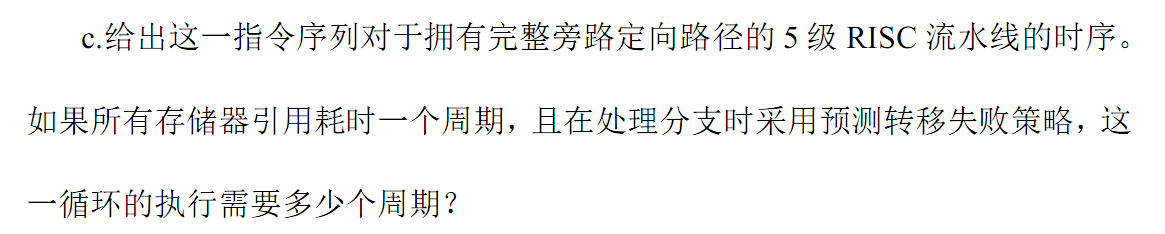 c.给出这一指令序列对于拥有完整旁路定向路径的 5 级 RISC 流水线的时序。
如果所有存储器引用耗时一个周期，且在处理分支时采用预测转移失败策略，这
一循环的执行需要多少个周期？